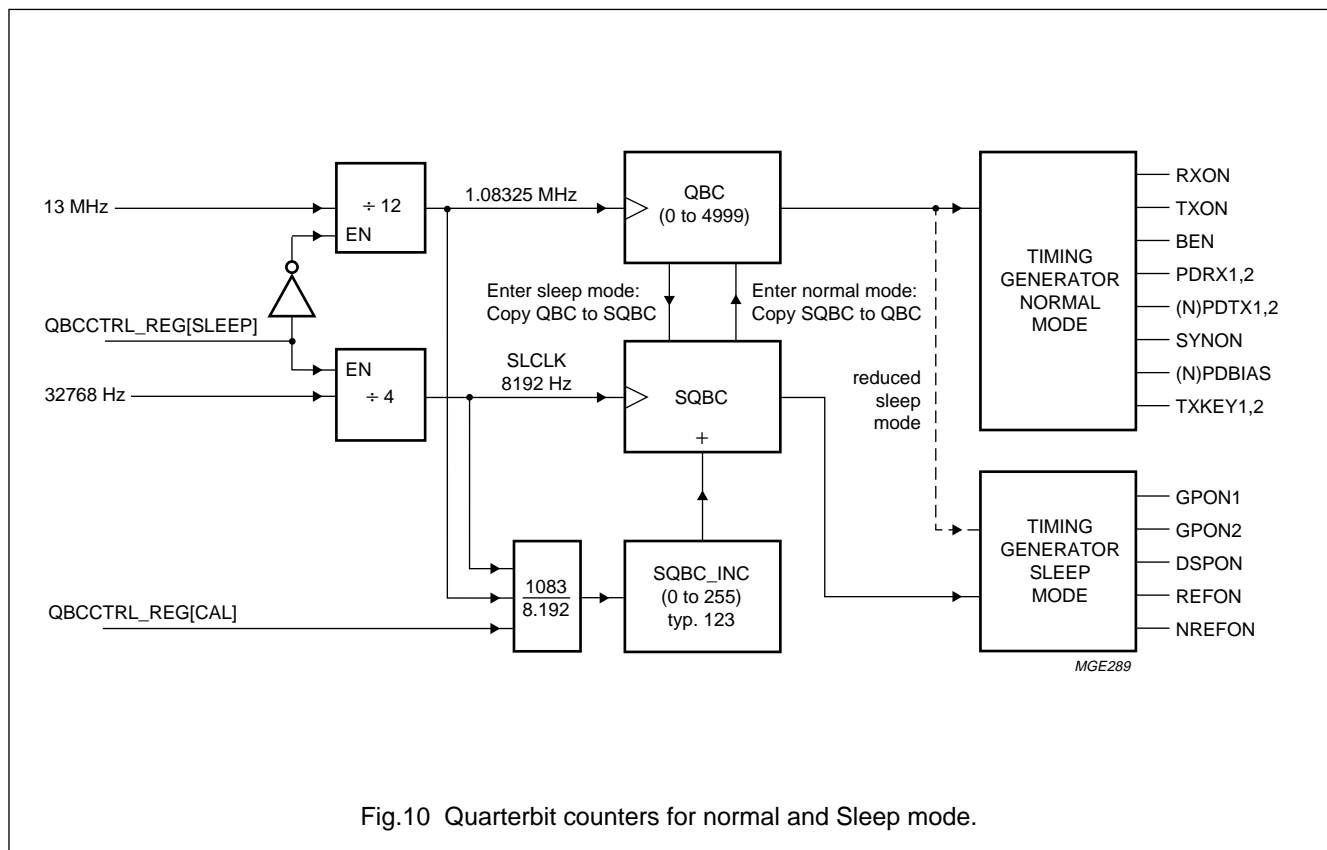 13 MHz
÷ 12
EN
1.08325 MHz
QBC
(0 to 4999)
Enter sleep mode:
Copy QBC to SQBC
Enter normal mode:
Copy SQBC to QBC
QBCCTRL_REG[SLEEP]
EN
÷ 4
32768 Hz
SLCLK
8192 Hz
SQBC
+
reduced
sleep
mode
TIMING
GENERATOR
NORMAL
MODE
RXON
TXON
BEN
PDRX1,2
(N)PDTX1,2
SYNON
(N)PDBIAS
TXKEY1,2
QBCCTRL_REG[CAL]
1083
8.192
SQBC_INC
(0 to 255)
typ. 123
TIMING
GENERATOR
SLEEP
MODE
GPON1
GPON2
DSPON
REFON
NREFON
MGE289
Fig.10 Quarterbit counters for normal and Sleep mode.